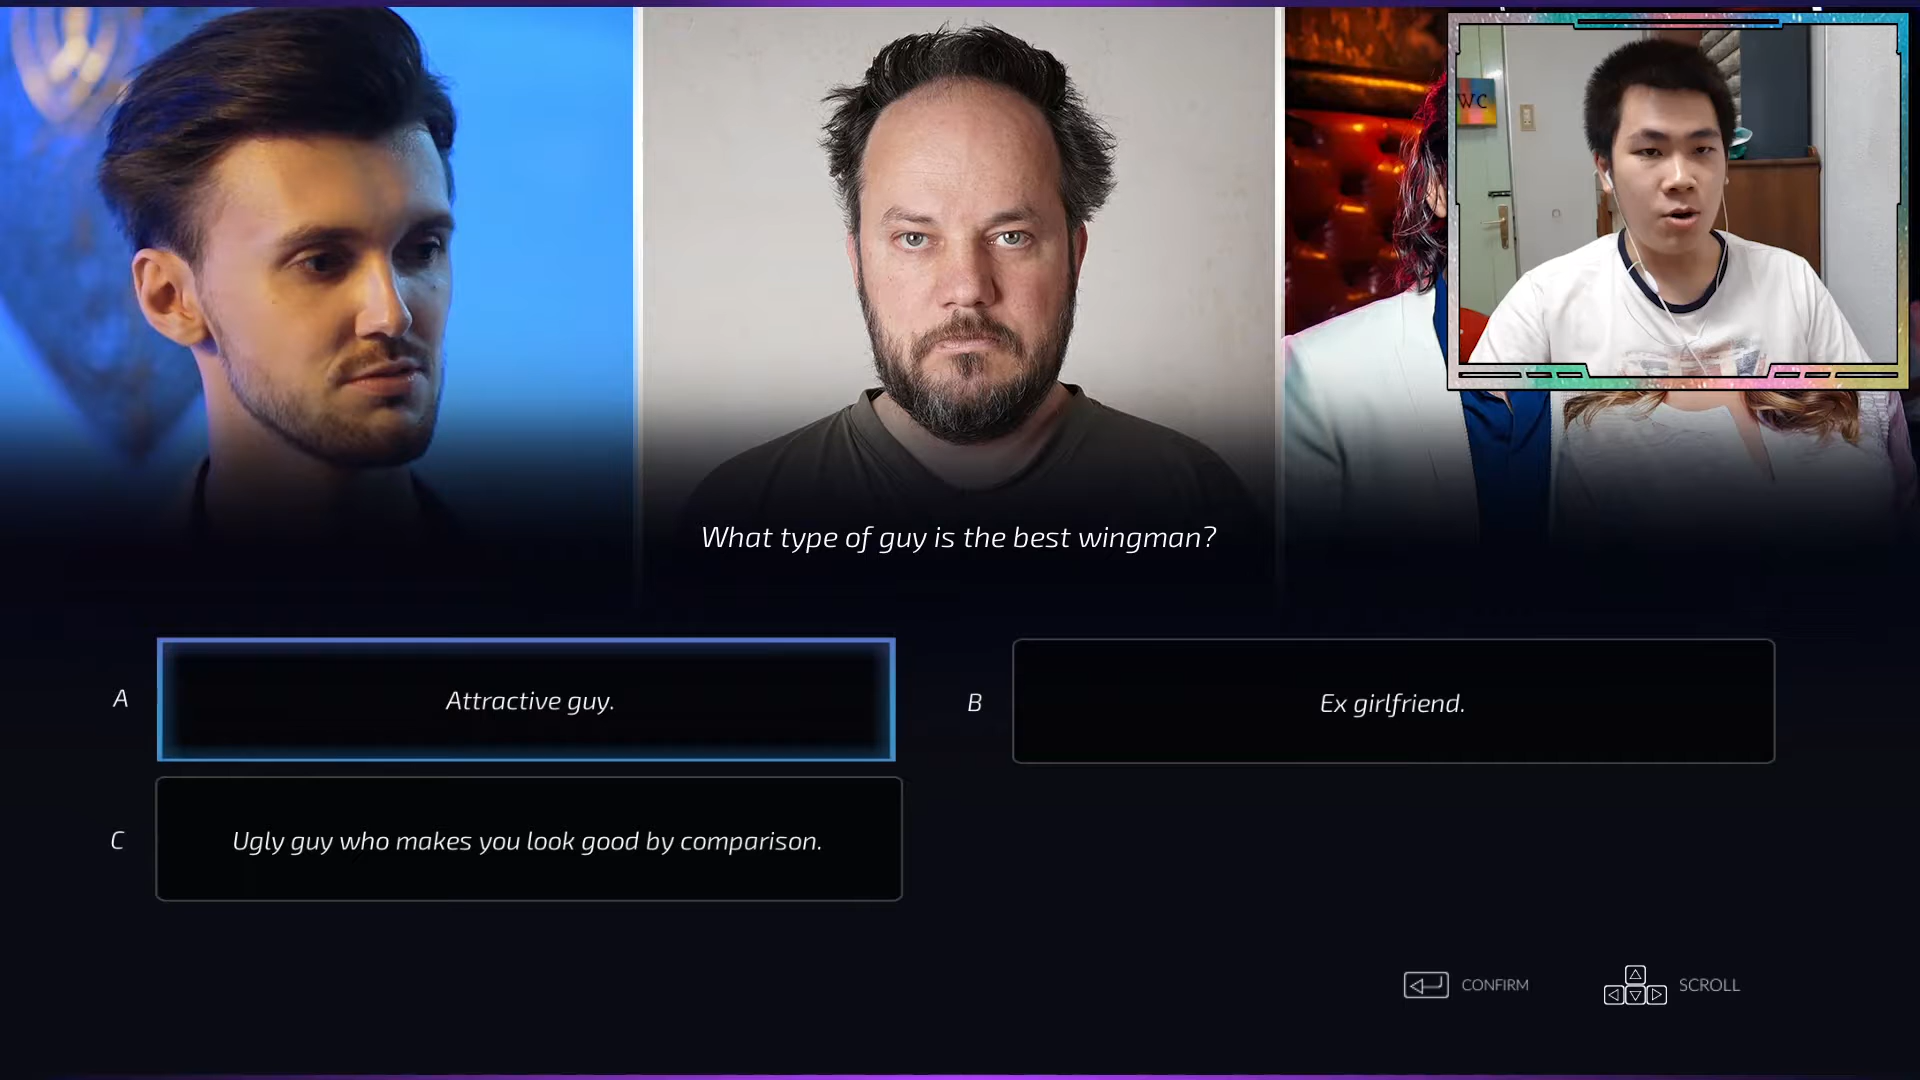 WC
What type of guy is the best wingman?
A
Attractive guy.
B
Ex girlfriend.
C
Ugly guy who makes you look good by comparison.
CONFIRM
SCROLL